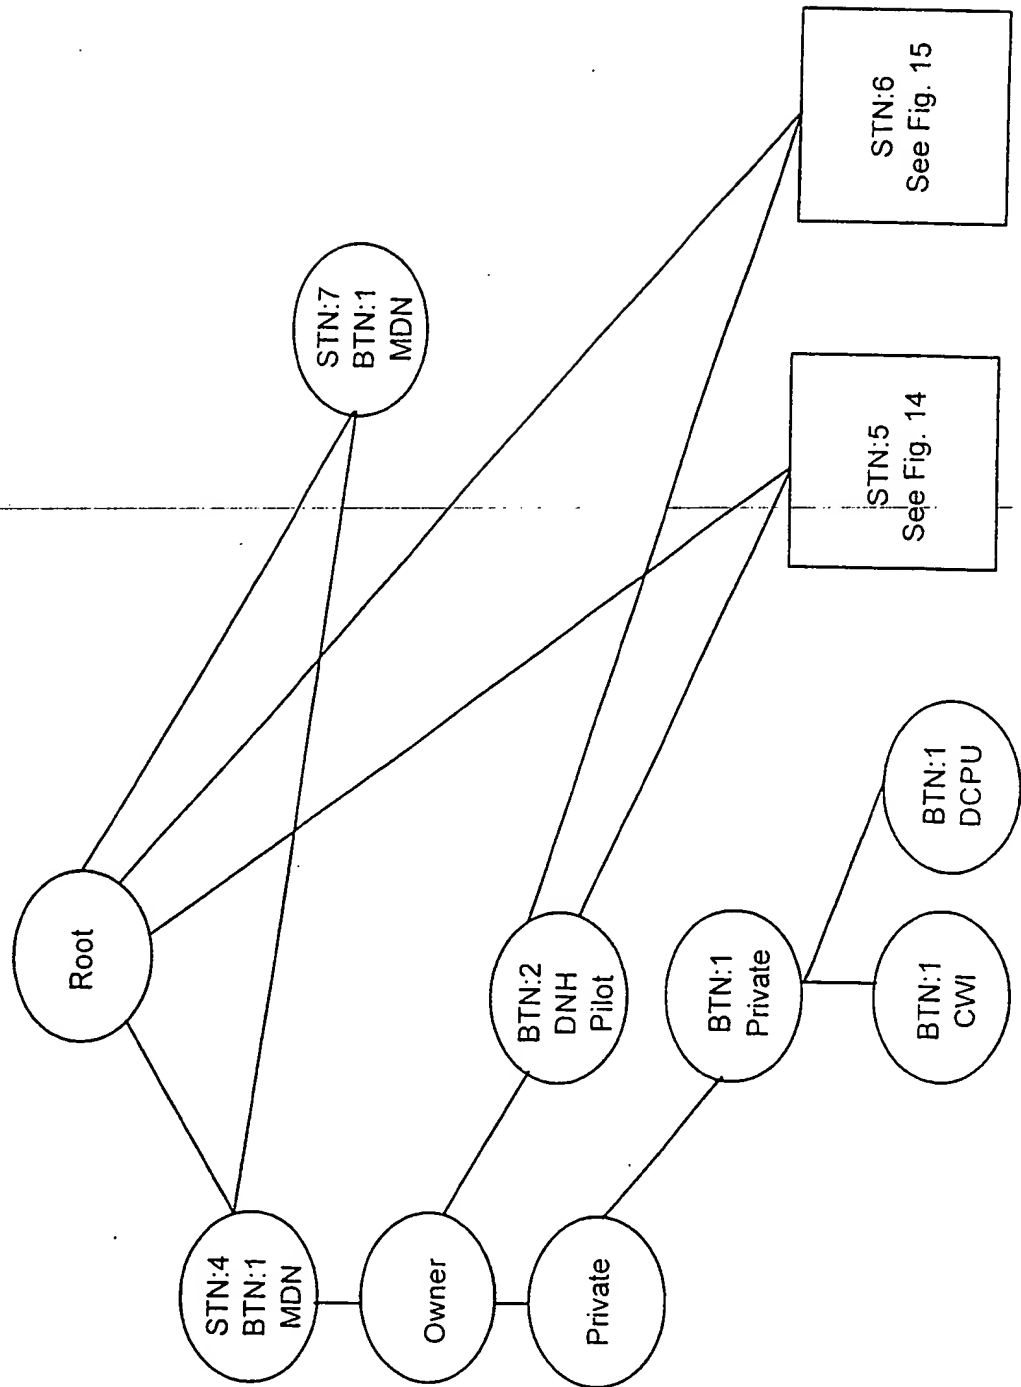 Root
STN:4
BTN:1
MDN
STN:7
BTN:1
MDN
Owner
BTN:2
DNH
Pilot
Private
BTN:1
Private
BTN:1
CWI
BTN:1
DCPU
STN:5
See Fig. 14
STN:6
See Fig. 15